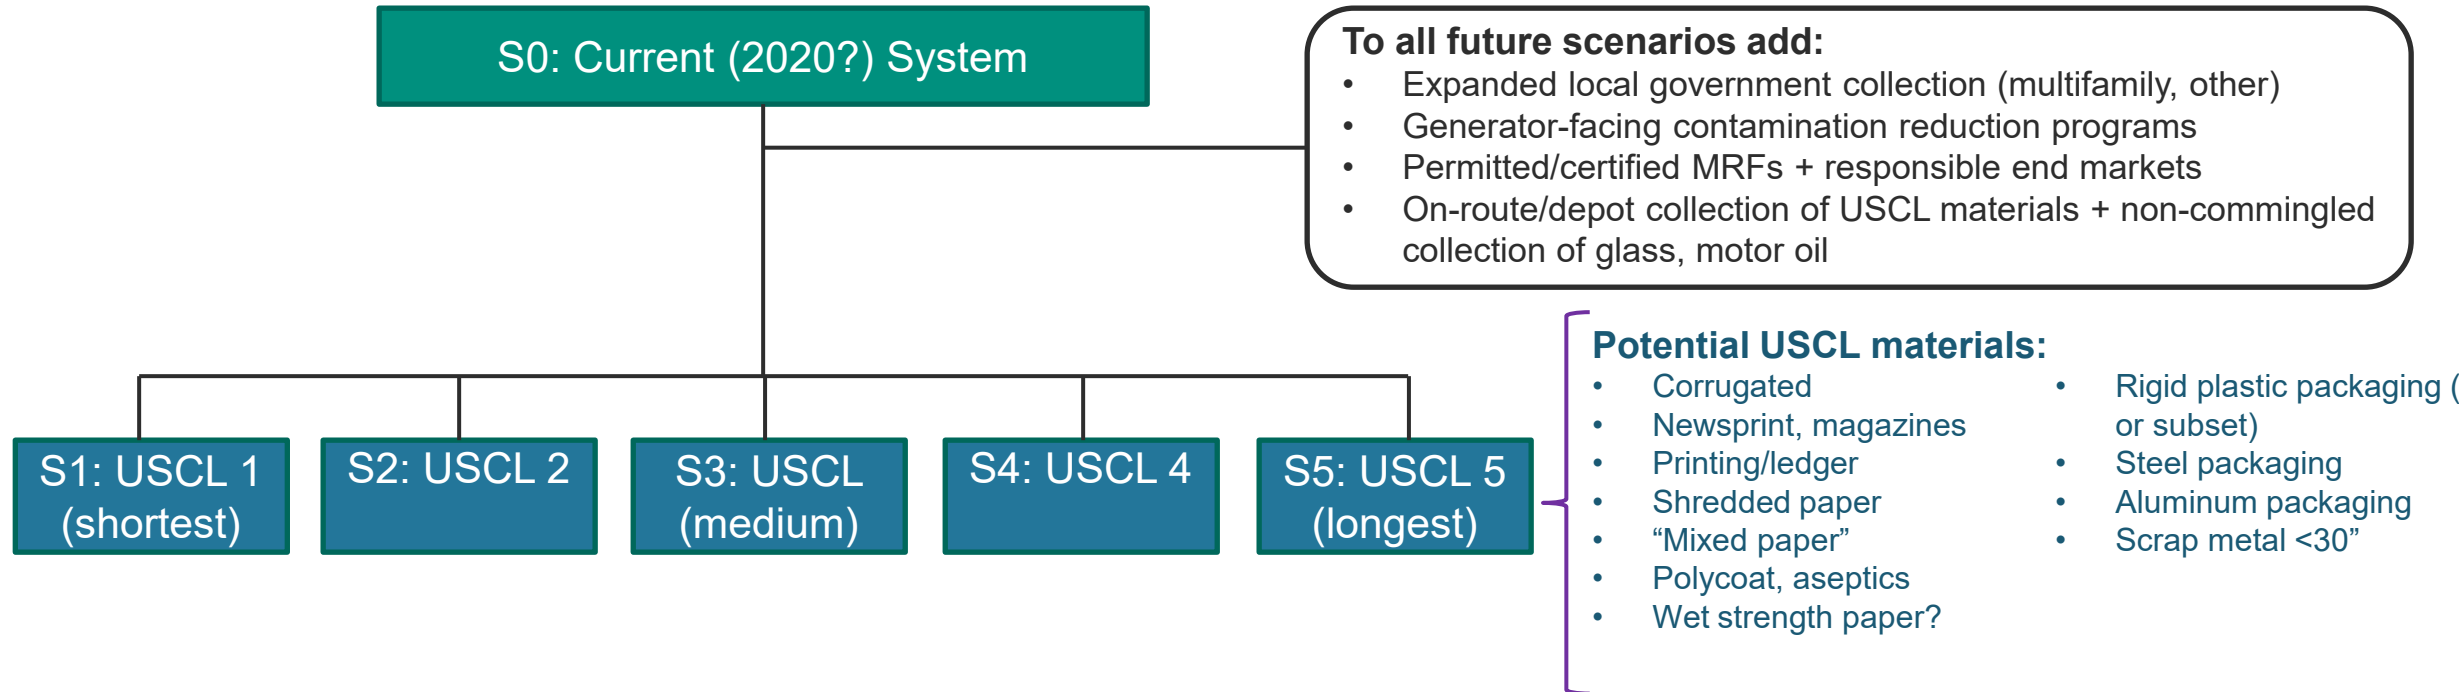 S0: Current (2020?) System
To all future scenarios add:
• Expanded local government collection (multifamily, other)
• Generator-facing contamination reduction programs
• Permitted/certified MRFs + responsible end markets
• On-route/depot collection of USCL materials + non-commingled
collection of glass, motor oil
S1: USCL 1
(shortest)
S2: USCL 2
S3: USCL
(medium)
S4: USCL 4
S5: USCL 5
(longest)
Potential USCL materials:
• Corrugated
• Newsprint, magazines
• Printing/ledger
• Shredded paper
• “Mixed paper”
• Polycoat, aseptics
• Wet strength paper?
• Rigid plastic packaging (
or subset)
• Steel packaging
• Aluminum packaging
• Scrap metal <30”